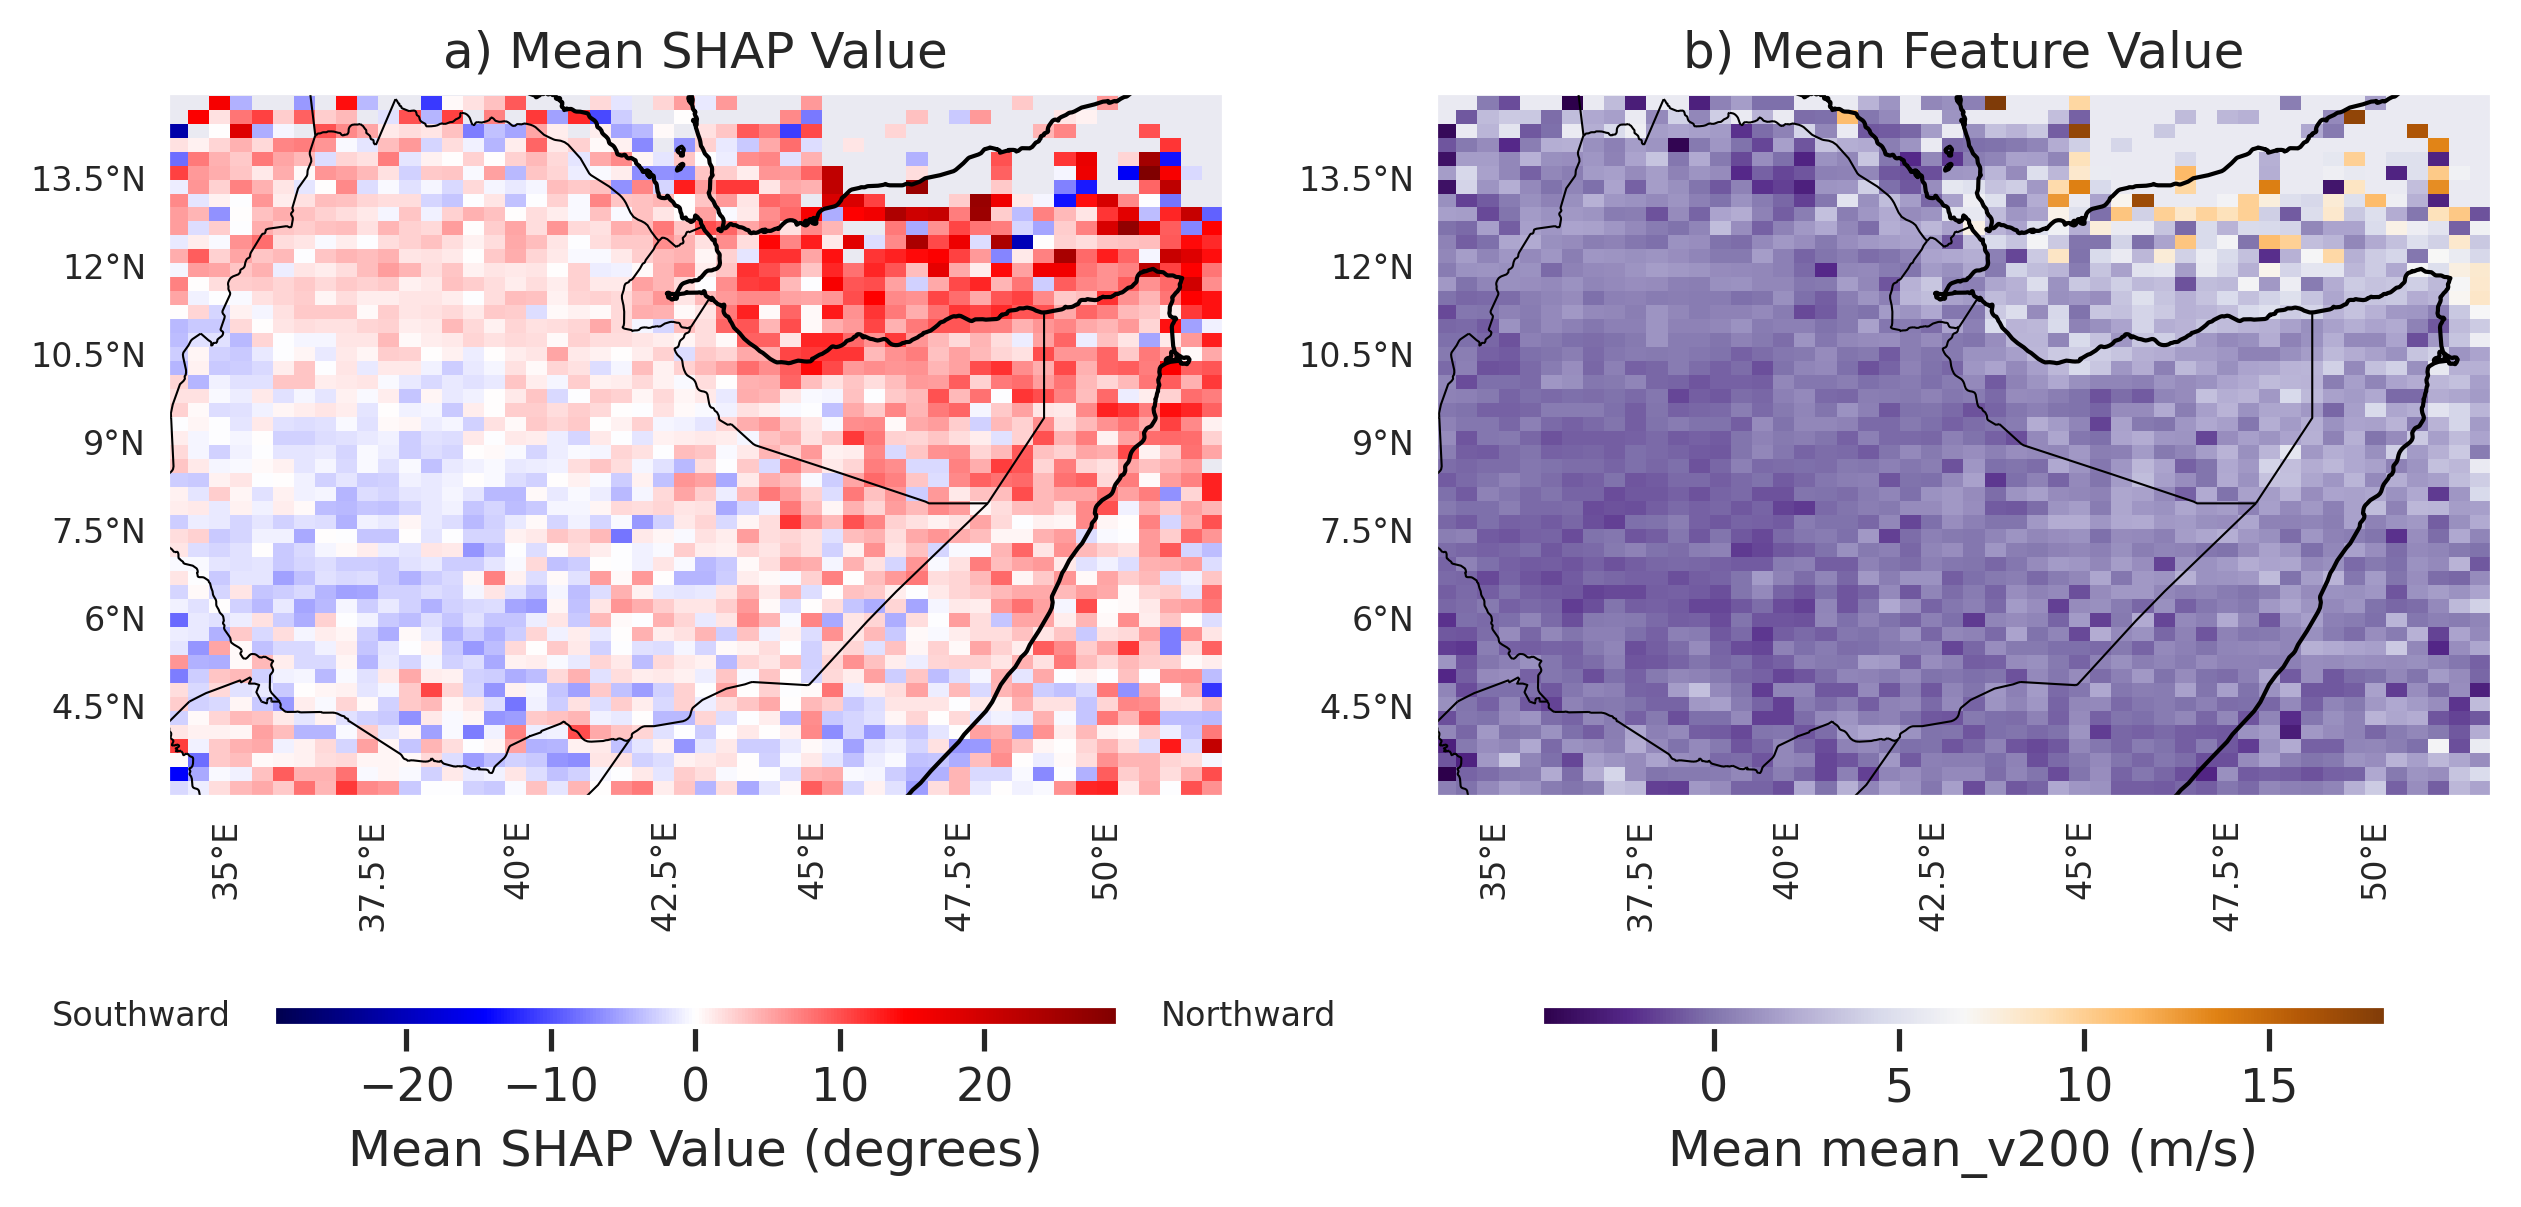 a) Mean SHAP Value
b) Mean Feature Value
13.5°N
12°N
10.5°N
9°N
7.5°N
6°N
4.5°N
13.5°N
12°N
10.5°N
9°N
7.5°N
6°N
4.5°N
35°E
37.5°E
40°E
42.5°E
45°E
47.5°E
50°E
35°E
37.5°E
40°E
42.5°E
45°E
47.5°E
50°E
Southward
Northward
−20 −10 0 10 20
Mean SHAP Value (degrees)
0 5 10 15
Mean mean_v200 (m/s)